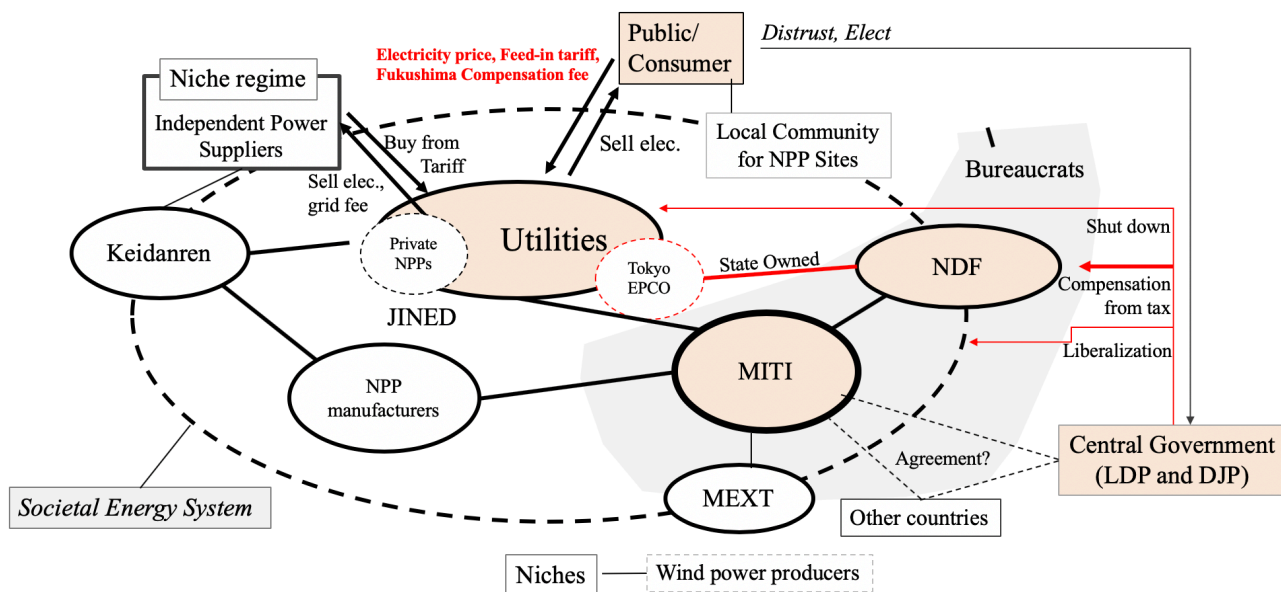 Public/
Consumer
Distrust, Elect
Electricity price, Feed-in tariff,
Fukushima Compensation fee
Niche regime
Independent Power
Suppliers
Buy from
Tariff
Sell elec.
Local Community
for NPP Sites
Bureaucrats
Sell elec.,
grid fee
Keidanren
Private
NPPs
Utilities
Tokyo
EPCO
State Owned
NDF
Shut down
Compensation
from tax
JINED
Liberalization
MITI
NPP
manufacturers
Central Government
(LDP and DJP)
Agreement?
MEXT
Other countries
Societal Energy System
Niches
Wind power producers